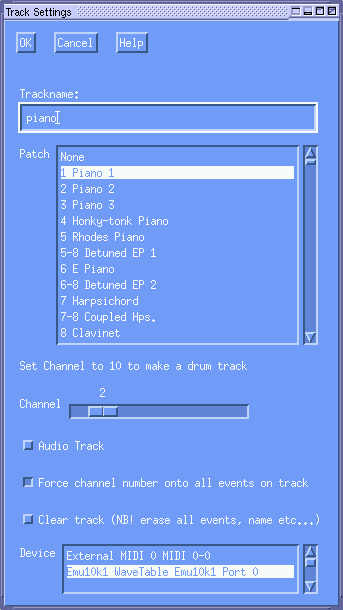 Track Settings
OK Cancel Help
Trackname:
piano
Patch
None
1 Piano 1
2 Piano 2
3 Piano 3
4 Honky-tonk Piano
5 Rhodes Piano
5-8 Detuned EP 1
6 E Piano
6-8 Detuned EP 2
7 Harpsichord
7-8 Coupled Hps.
8 Clavinet
Set Channel to 10 to make a drum track
2
Channel
Audio Track
Force channel number onto all events on track
Clear track (NB! erase all events, name etc...)
Device
External MIDI 0 MIDI 0-0
Emu10k1 WaveTable Emu10k1 Port 0